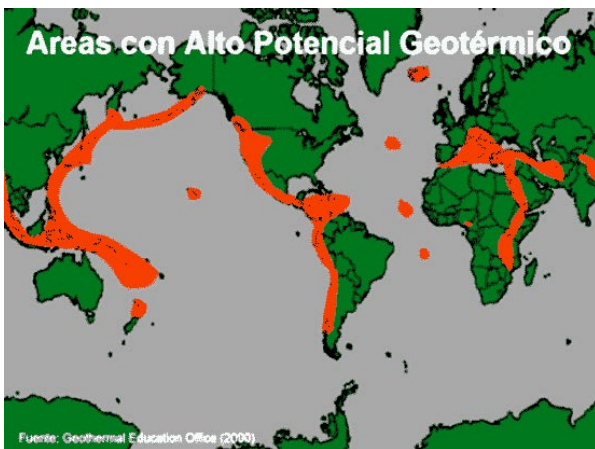 Areas con Alto Potencial Geotérmico
Fuente: Geothermal Education Office (2000)